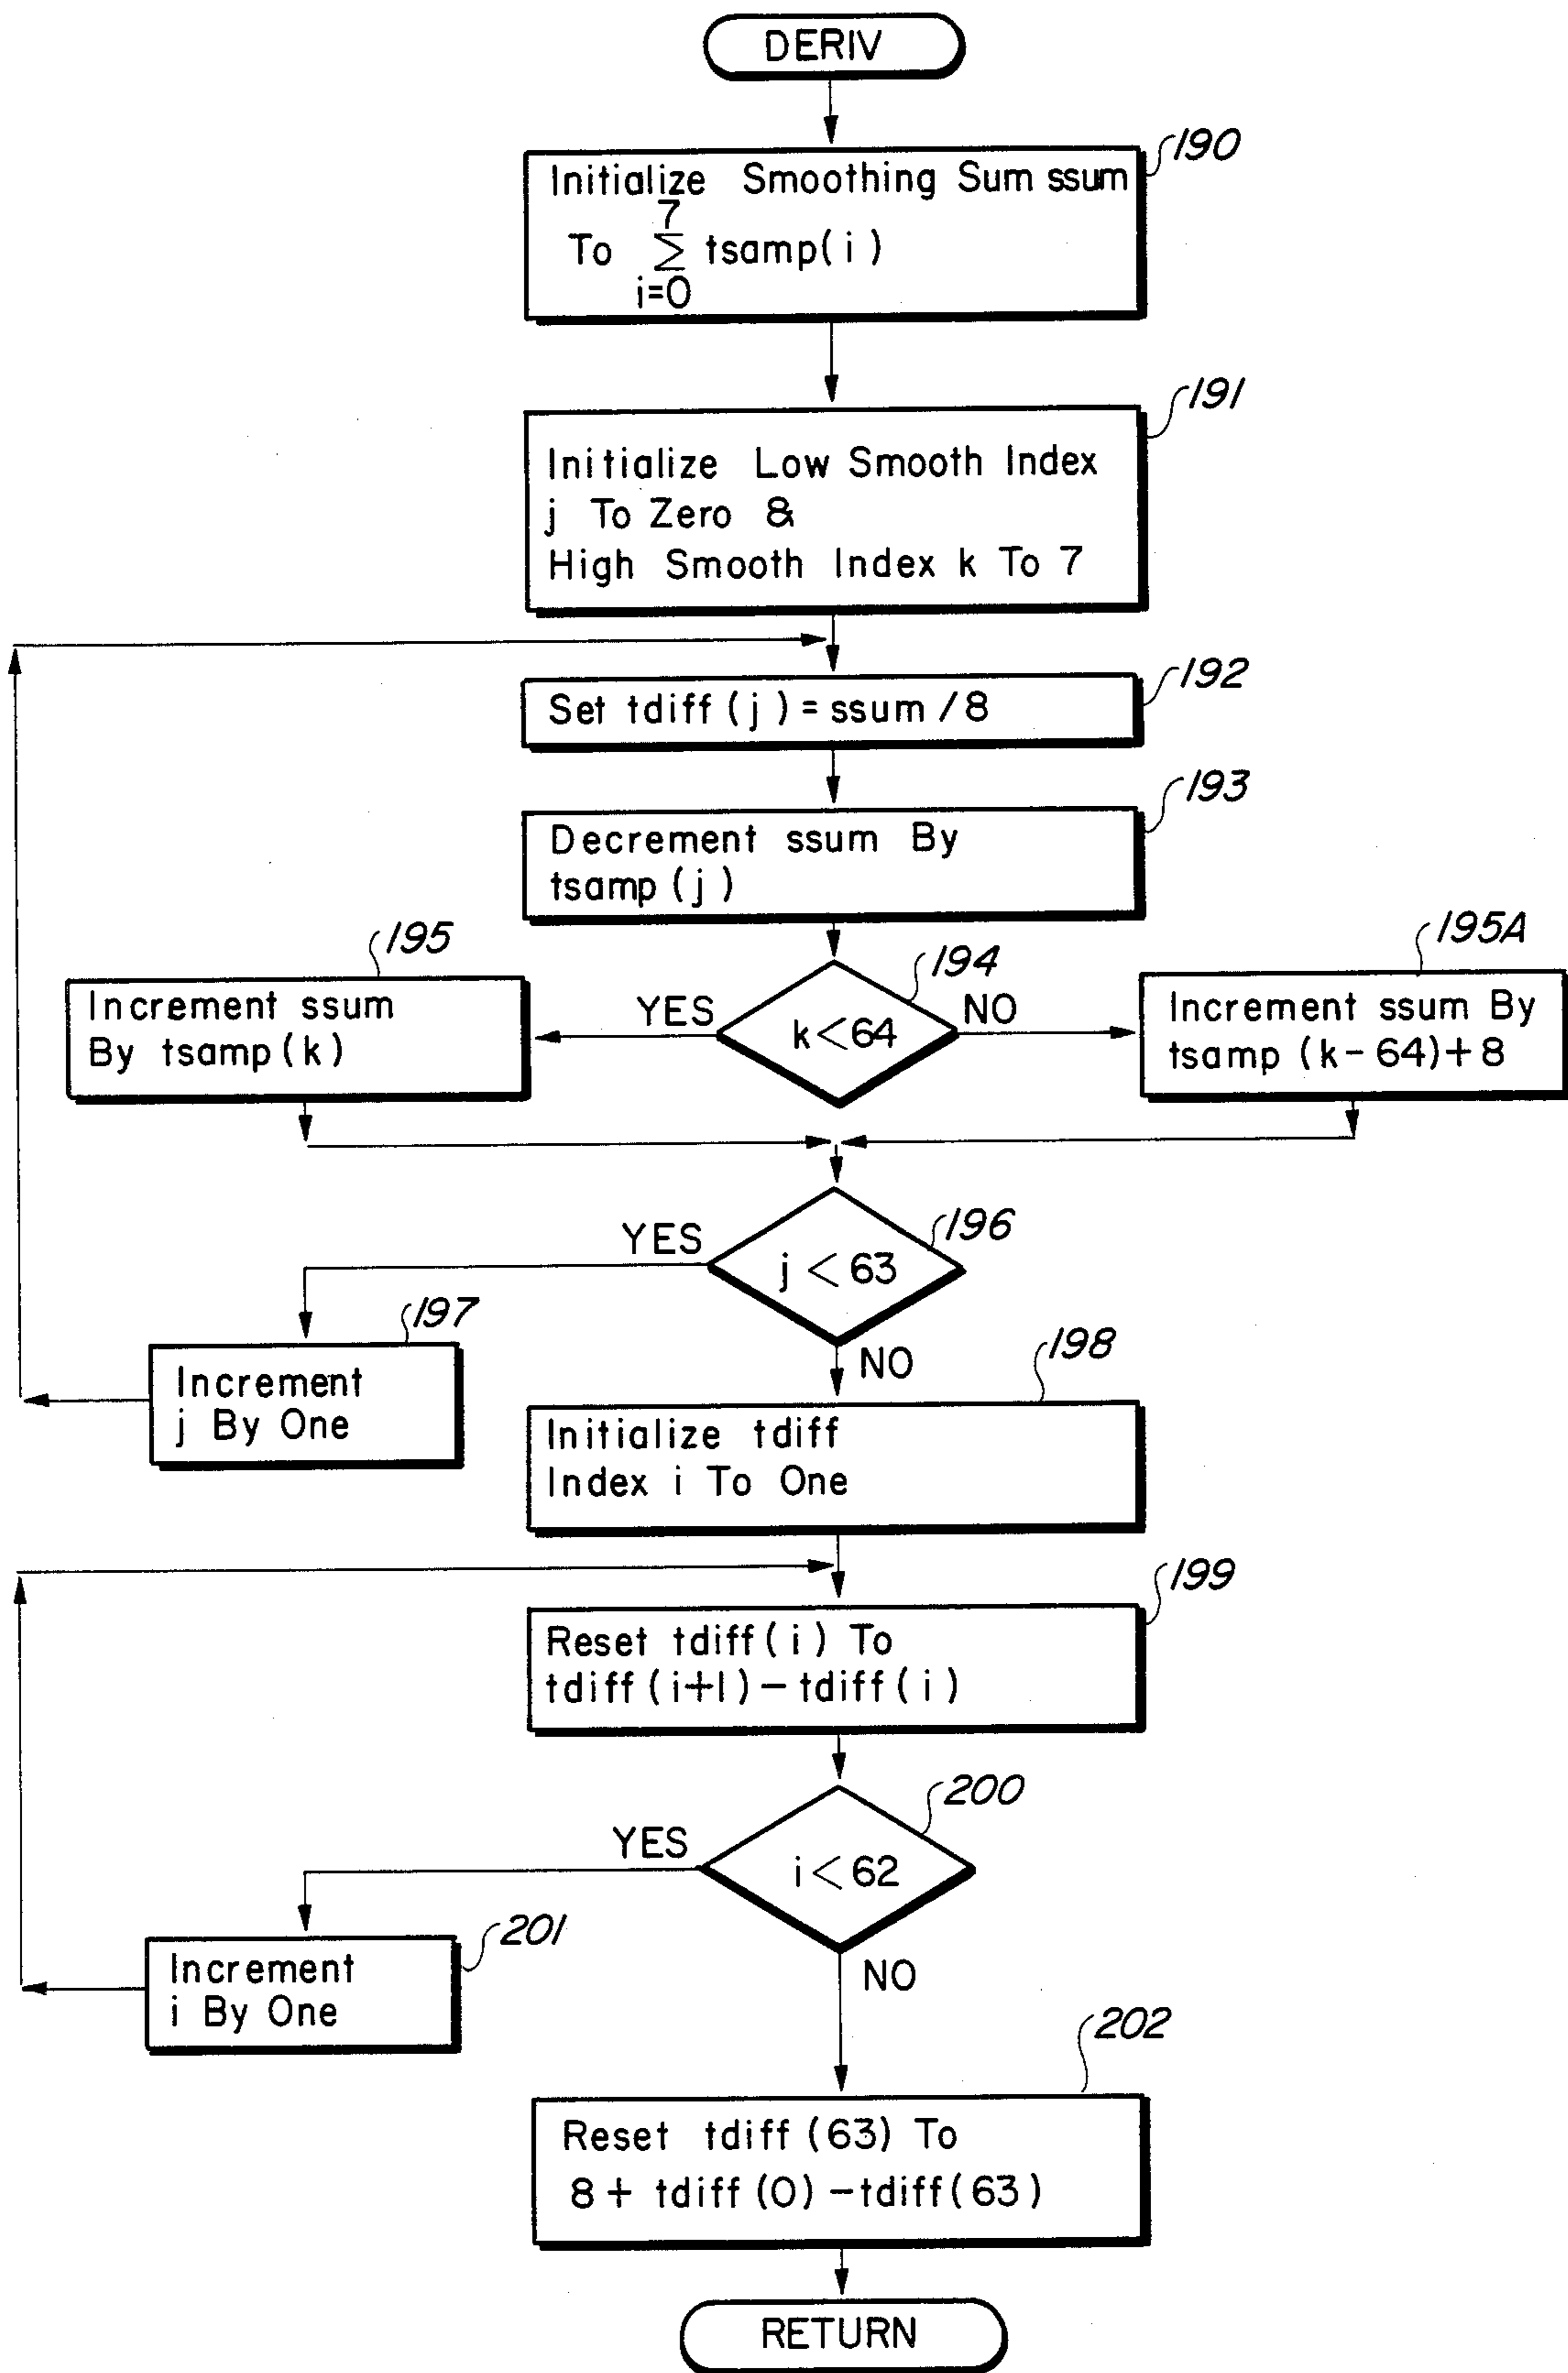 DERIV
190
Initialize Smoothing Sum ssum
7
To Σ tsamp(i)
i=0
191
Initialize Low Smooth Index
j To Zero &
High Smooth Index k To 7
192
Set tdiff(j)=ssum/8
193
Decrement ssum By
tsamp(j)
194
k<64
YES
NO
195
Increment ssum
By tsamp(k)
195A
Increment ssum By
tsamp(k-64)+8
196
j<63
YES
NO
197
Increment
j By One
198
Initialize tdiff
Index i To One
199
Reset tdiff(i) To
tdiff(i+1)-tdiff(i)
200
i<62
YES
NO
201
Increment
i By One
202
Reset tdiff(63) To
8+ tdiff(0)-tdiff(63)
RETURN